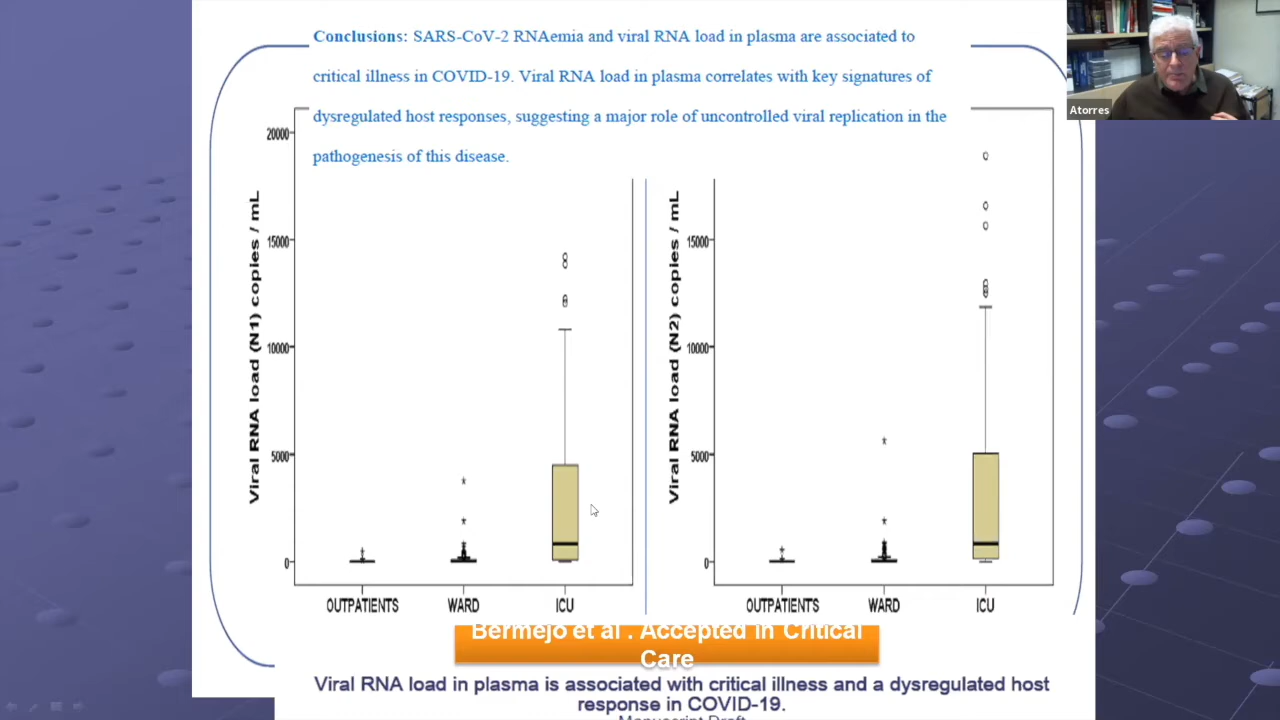 Conclusions: SARS-CoV-2 RNAemia and viral RNA load in plasma are associated to
critical illness in COVID-19. Viral RNA load in plasma correlates with key signatures of
dysregulated host responses, suggesting a major role of uncontrolled viral replication in the
pathogenesis of this disease.
Atorres
Viral RNA load (N1) copies / mL
20000
15000
10000
5000
0
OUTPATIENTS WARD ICU
Viral RNA load (N2) copies / mL
15000
10000
5000
0
OUTPATIENTS WARD ICU
Bermejo et al . Accepted in Critical
Care
Viral RNA load in plasma is associated with critical illness and a dysregulated host
response in COVID-19.
Manuscript Draft